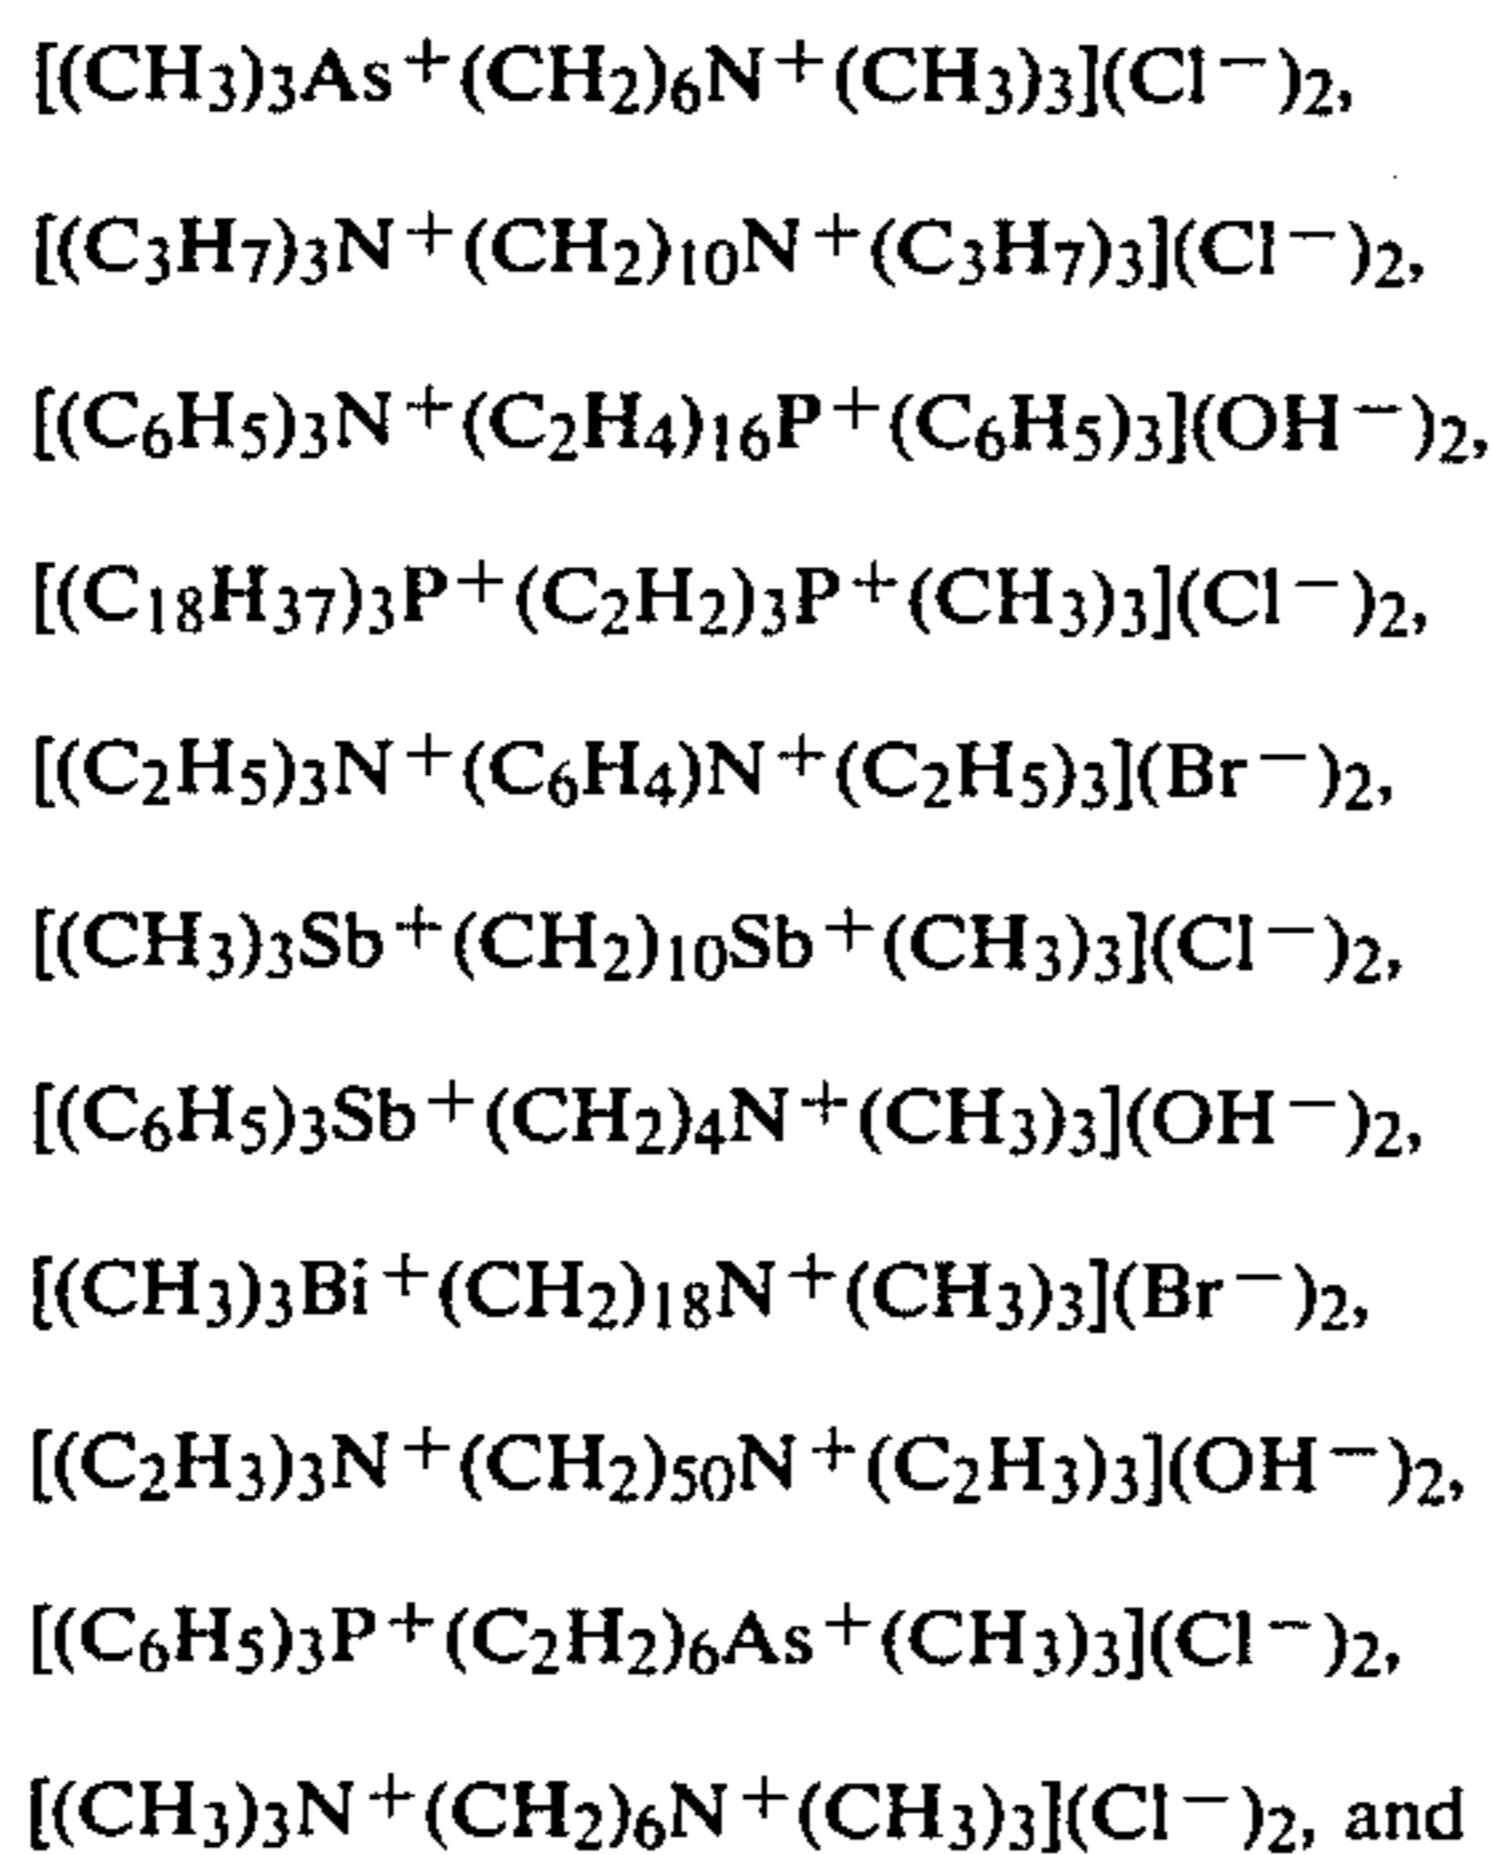 [(CH₃)₃As⁺(CH₂)₆N⁺(CH₃)₃](Cl⁻)₂,
[(C₃H₇)₃N⁺(CH₂)₁₀N⁺(C₃H₇)₃](Cl⁻)₂,
[(C₆H₅)₃N⁺(C₂H₄)₁₆P⁺(C₆H₅)₃](OH⁻)₂,
[(C₁₈H₃₇)₃P⁺(C₂H₂)₃P⁺(CH₃)₃](Cl⁻)₂,
[(C₂H₅)₃N⁺(C₆H₄)N⁺(C₂H₅)₃](Br⁻)₂,
[(CH₃)₃Sb⁺(CH₂)₁₀Sb⁺(CH₃)₃](Cl⁻)₂,
[(C₆H₅)₃Sb⁺(CH₂)₄N⁺(CH₃)₃](OH⁻)₂,
[(CH₃)₃Bi⁺(CH₂)₁₈N⁺(CH₃)₃](Br⁻)₂,
[(C₂H₃)₃N⁺(CH₂)₅₀N⁺(C₂H₃)₃](OH⁻)₂,
[(C₆H₅)₃P⁺(C₂H₂)₆As⁺(CH₃)₃](Cl⁻)₂,
[(CH₃)₃N⁺(CH₂)₆N⁺(CH₃)₃](Cl⁻)₂, and